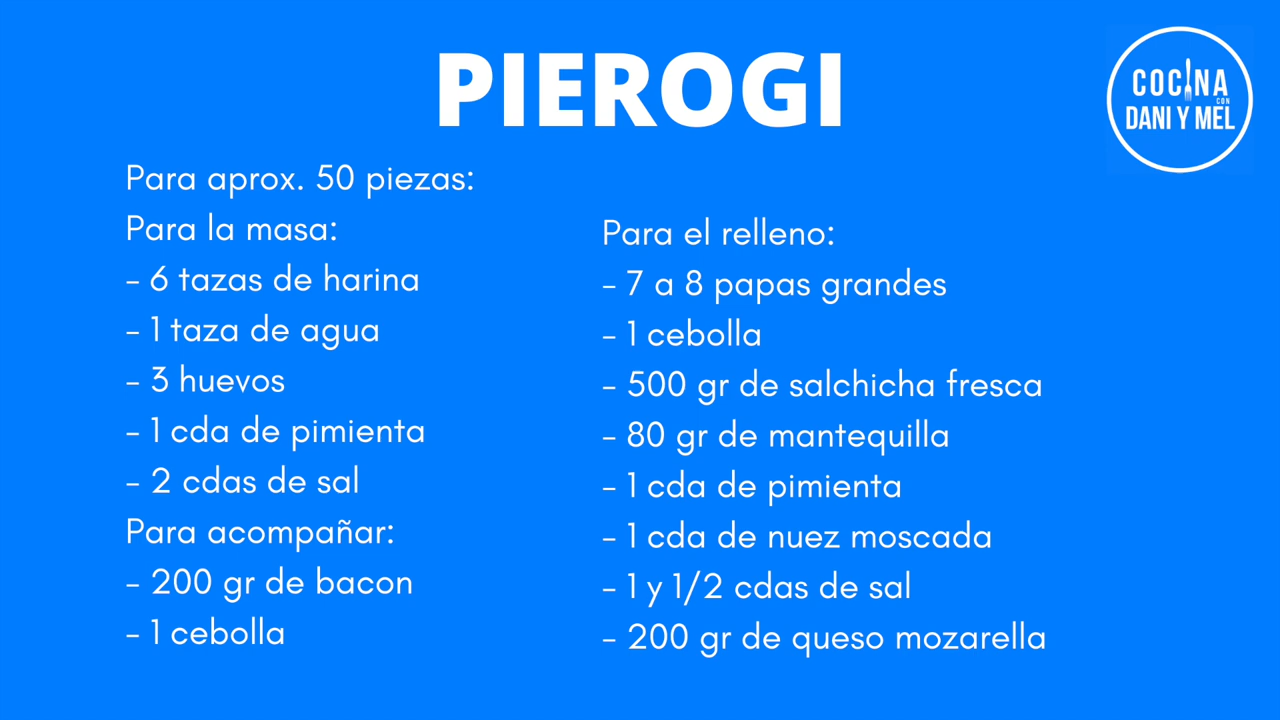 PIEROGI
COCINA
CON
DANI Y MEL
Para aprox. 50 piezas:
Para la masa:
- 6 tazas de harina
- 1 taza de agua
- 3 huevos
- 1 cda de pimienta
- 2 cdas de sal
Para acompañar:
- 200 gr de bacon
- 1 cebolla
Para el relleno:
- 7 a 8 papas grandes
- 1 cebolla
- 500 gr de salchicha fresca
- 80 gr de mantequilla
- 1 cda de pimienta
- 1 cda de nuez moscada
- 1 y 1/2 cdas de sal
- 200 gr de queso mozarella